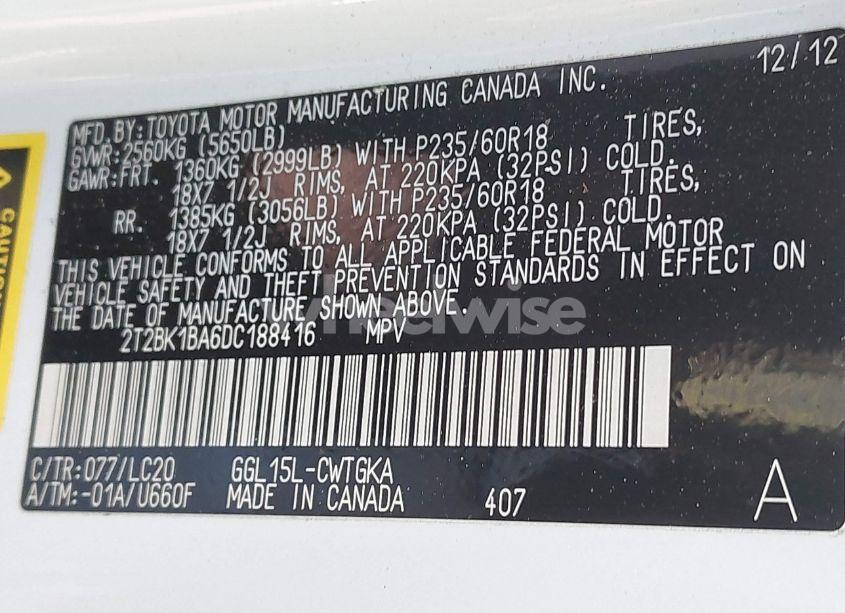 12/12
MFD. BY: TOYOTA MOTOR MANUFACTURING CANADA INC.
GVWR: 2560KG (5650LB)
GAWR: FRT. 1360KG (2999LB) WITH P235/60R18 TIRES,
18X7 1/2J RIMS, AT 220KPA (32PSI) COLD.
RR. 1385KG (3056LB) WITH P235/60R18 TIRES,
18X7 1/2J RIMS, AT 220KPA (32PSI) COLD.
THIS VEHICLE CONFORMS TO ALL APPLICABLE FEDERAL MOTOR
VEHICLE SAFETY AND THEFT PREVENTION STANDARDS IN EFFECT ON
THE DATE OF MANUFACTURE SHOWN ABOVE.
2T2BK1BA6DC188416 MPV
C/TR: 077/LC20 GGL15L-CWTGKA
A/TM: -01A/U660F MADE IN CANADA 407 A
wheelwise